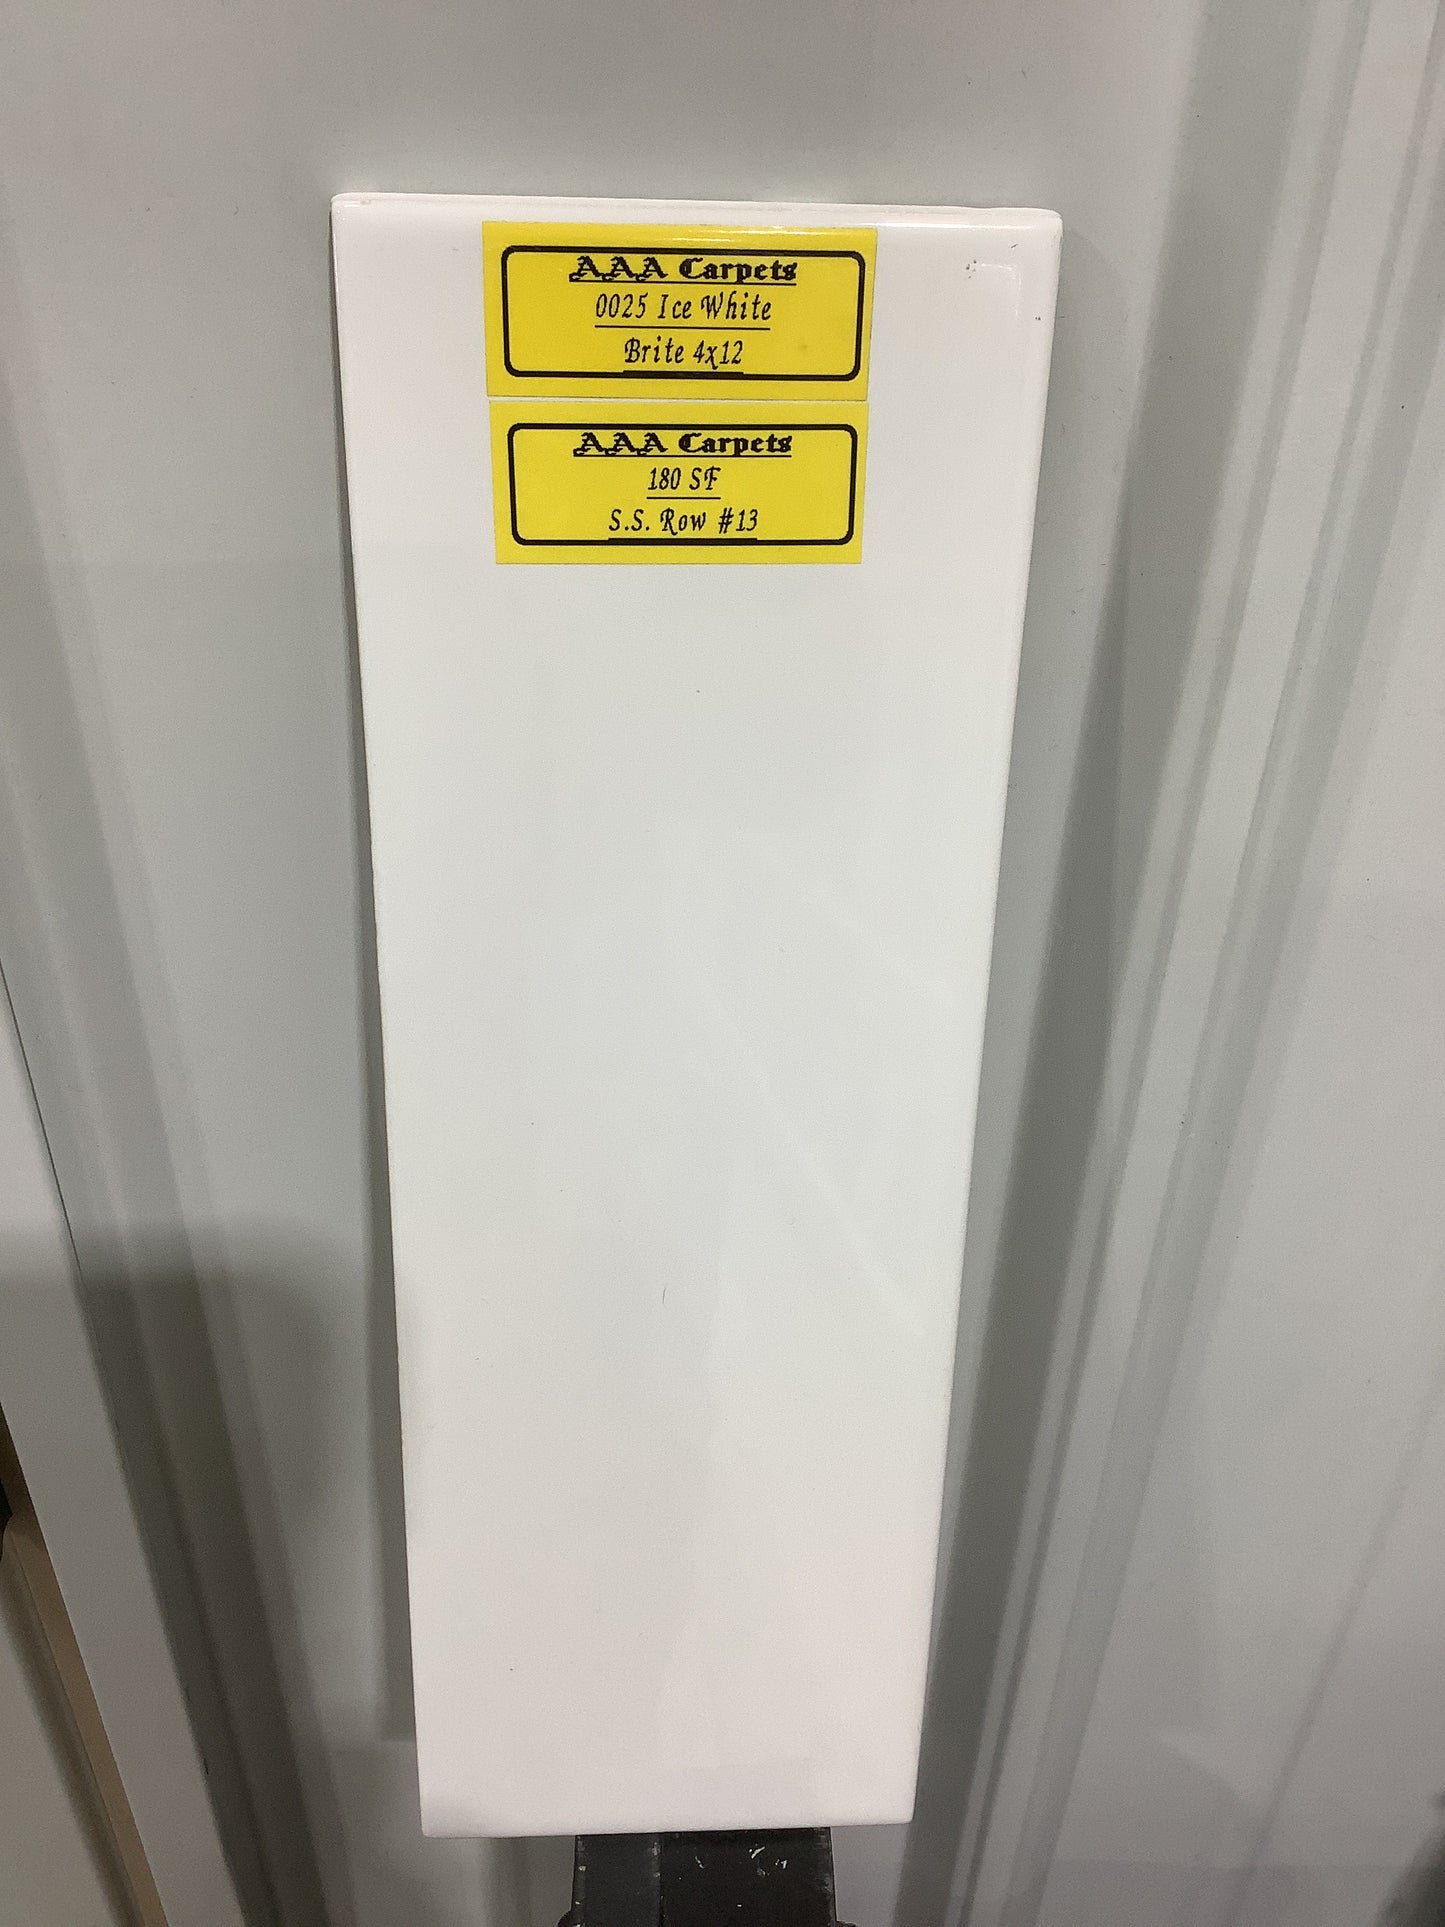 AAA Carpets
0025 Ice White
Brite 4x12
AAA Carpets
180 SF
S.S. Row #13